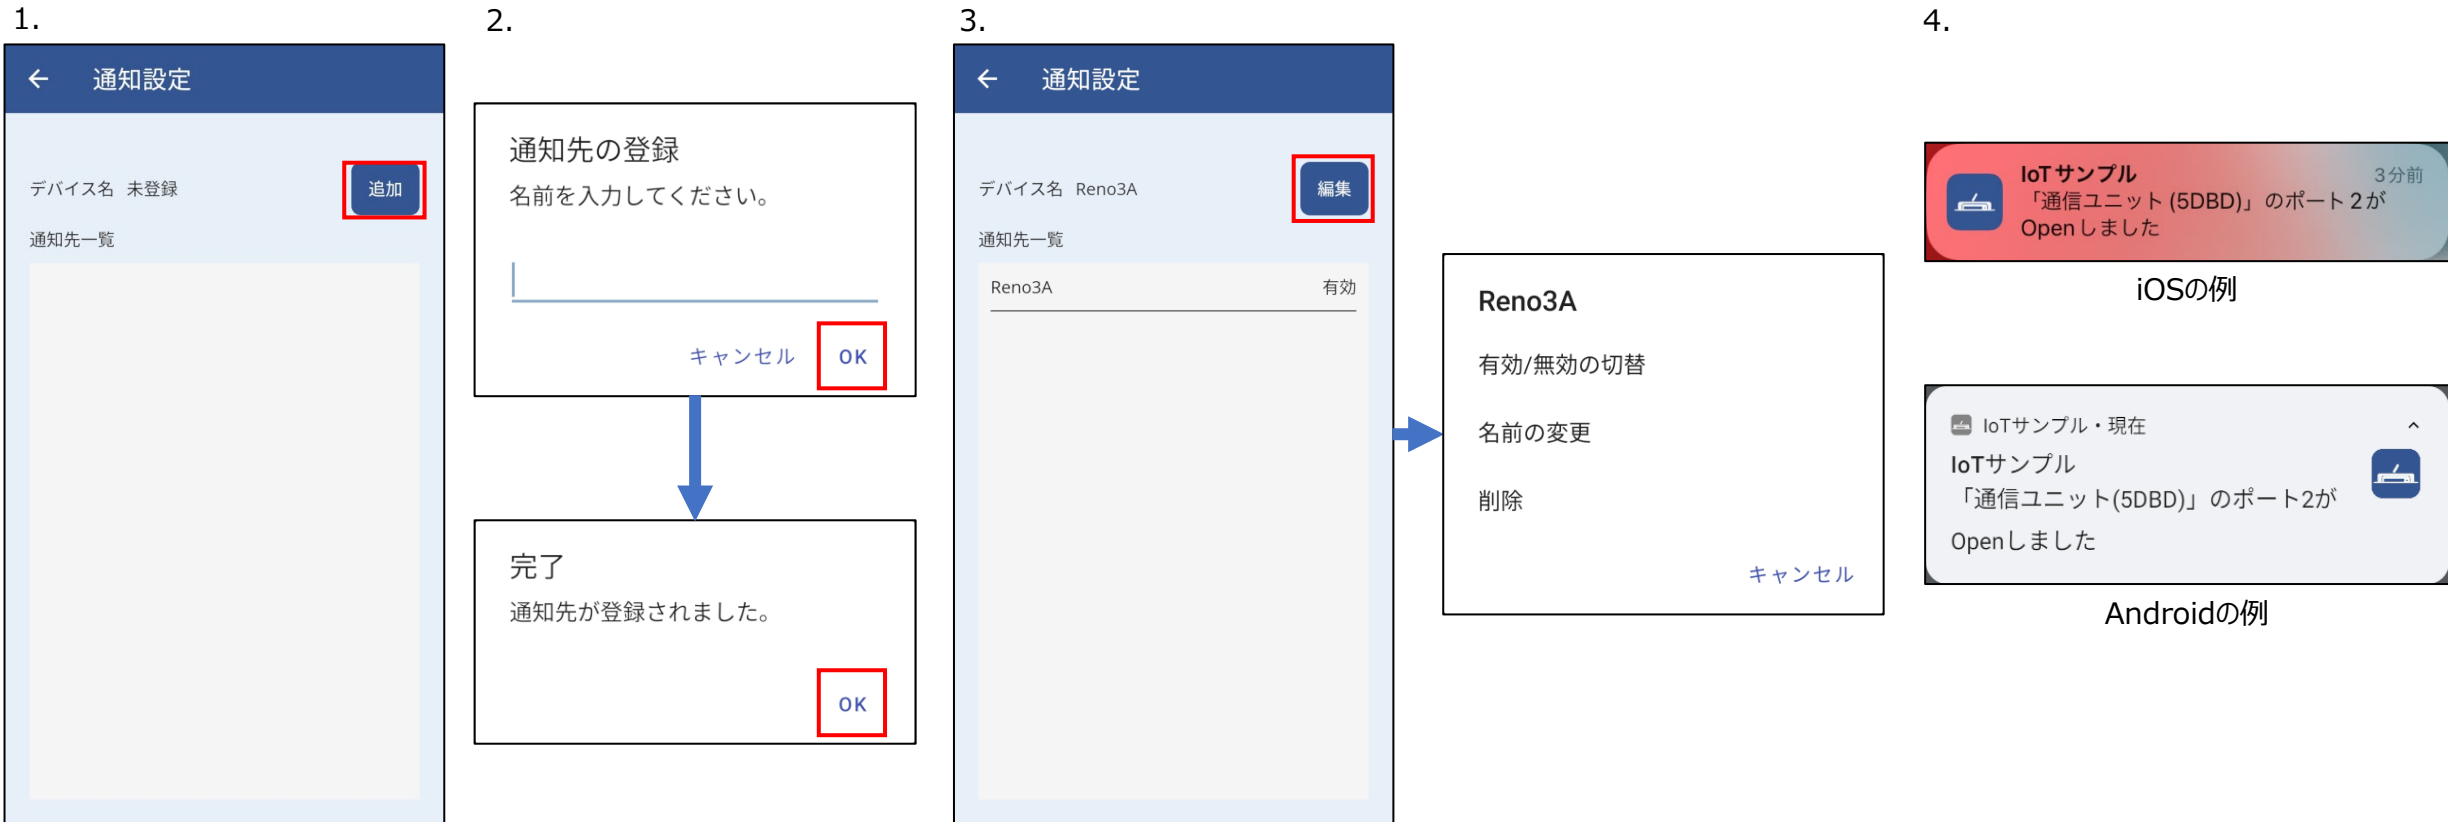 1.
通知設定
デバイス名 未登録
追加
通知先一覧
2.
通知先の登録
名前を入力してください。
キャンセル
OK
完了
通知先が登録されました。
OK
3.
通知設定
デバイス名 Reno3A
編集
通知先一覧
Reno3A 有効
Reno3A
有効/無効の切替
名前の変更
削除
キャンセル
4.
IoTサンプル 3分前
「通信ユニット (5DBD)」のポート2が
Openしました
iOSの例
IoTサンプル・現在
IoTサンプル
「通信ユニット(5DBD)」のポート2が
Openしました
Androidの例